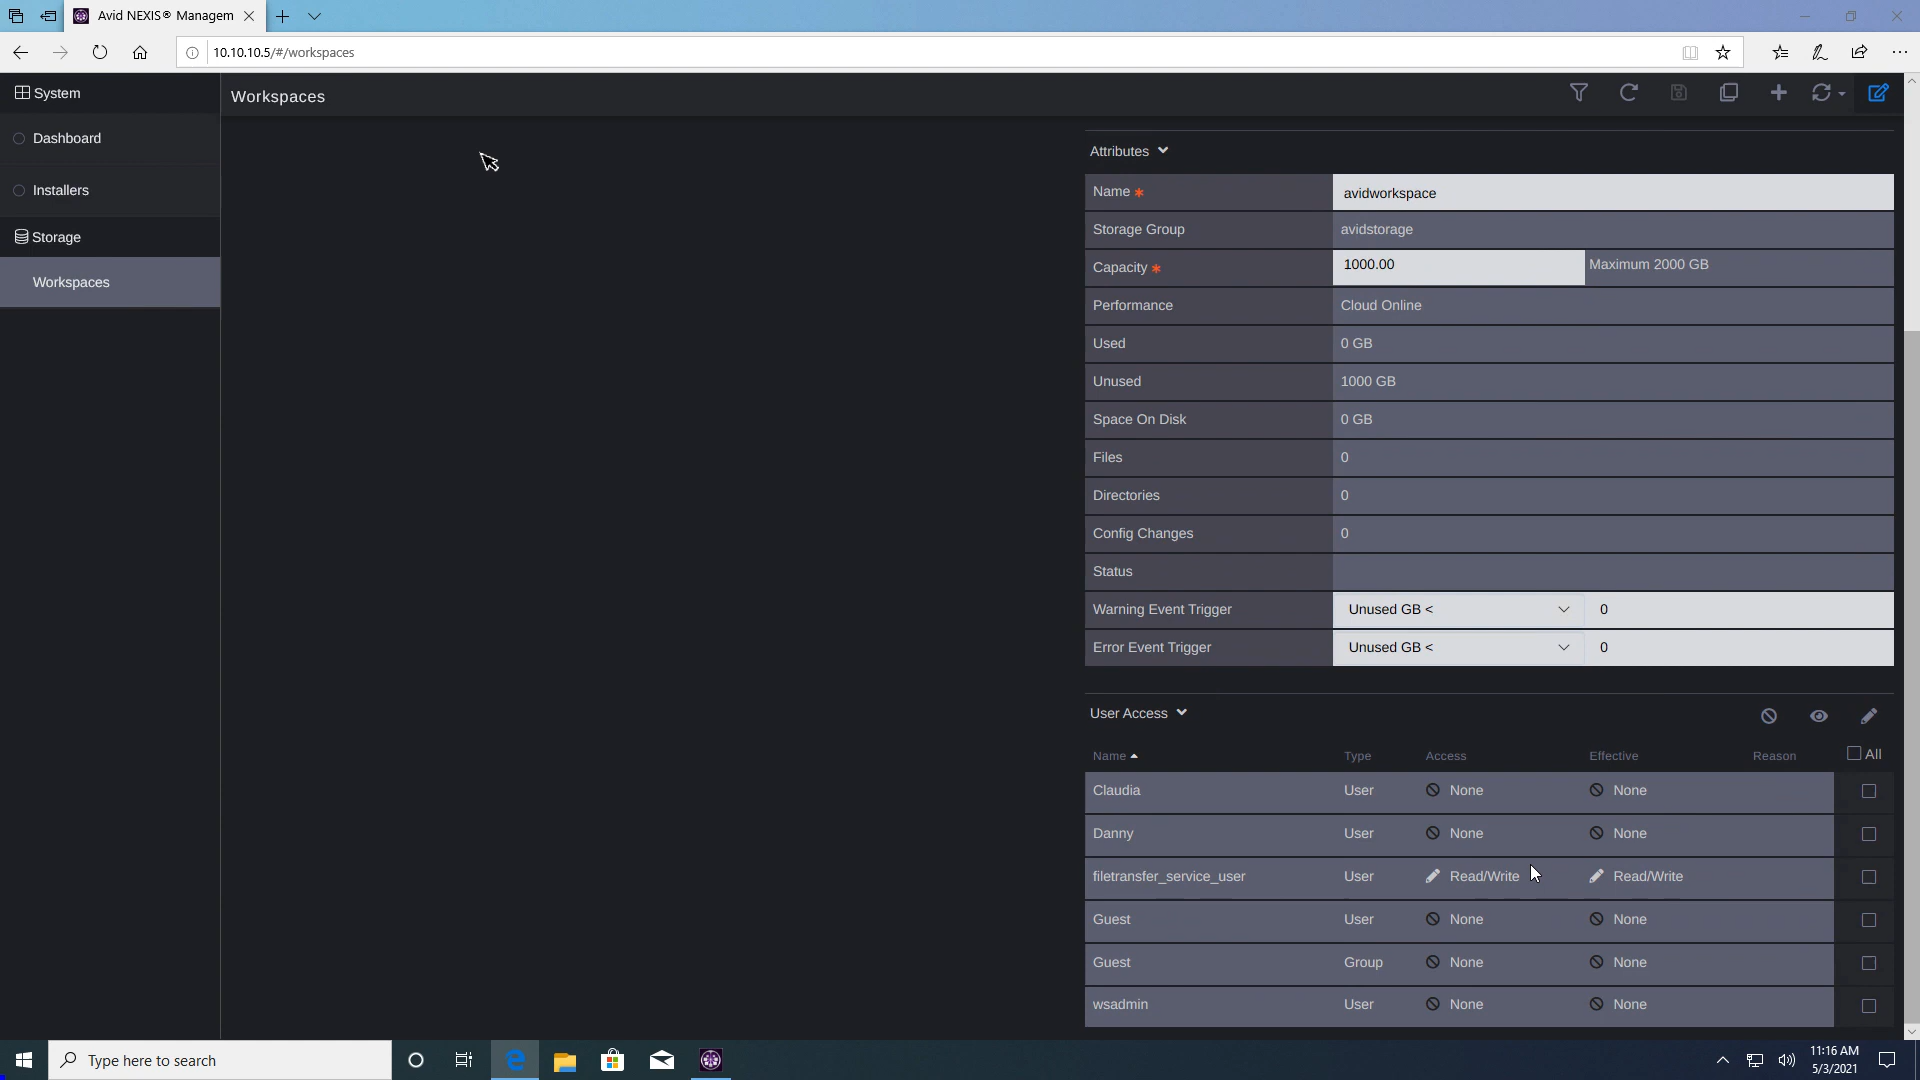 Avid NEXIS® Managem
10.10.10.5/#/workspaces
System
Dashboard
Installers
Storage
Workspaces
Workspaces
Attributes
Name * avidworkspace
Storage Group avidstorage
Capacity * 1000.00 Maximum 2000 GB
Performance Cloud Online
Used 0 GB
Unused 1000 GB
Space On Disk 0 GB
Files 0
Directories 0
Config Changes 0
Status
Warning Event Trigger Unused GB < 0
Error Event Trigger Unused GB < 0
User Access
Name Type Access Effective Reason All
Claudia User None None
Danny User None None
filetransfer_service_user User Read/Write Read/Write
Guest User None None
Guest Group None None
wsadmin User None None
Type here to search
11:16 AM
5/3/2021